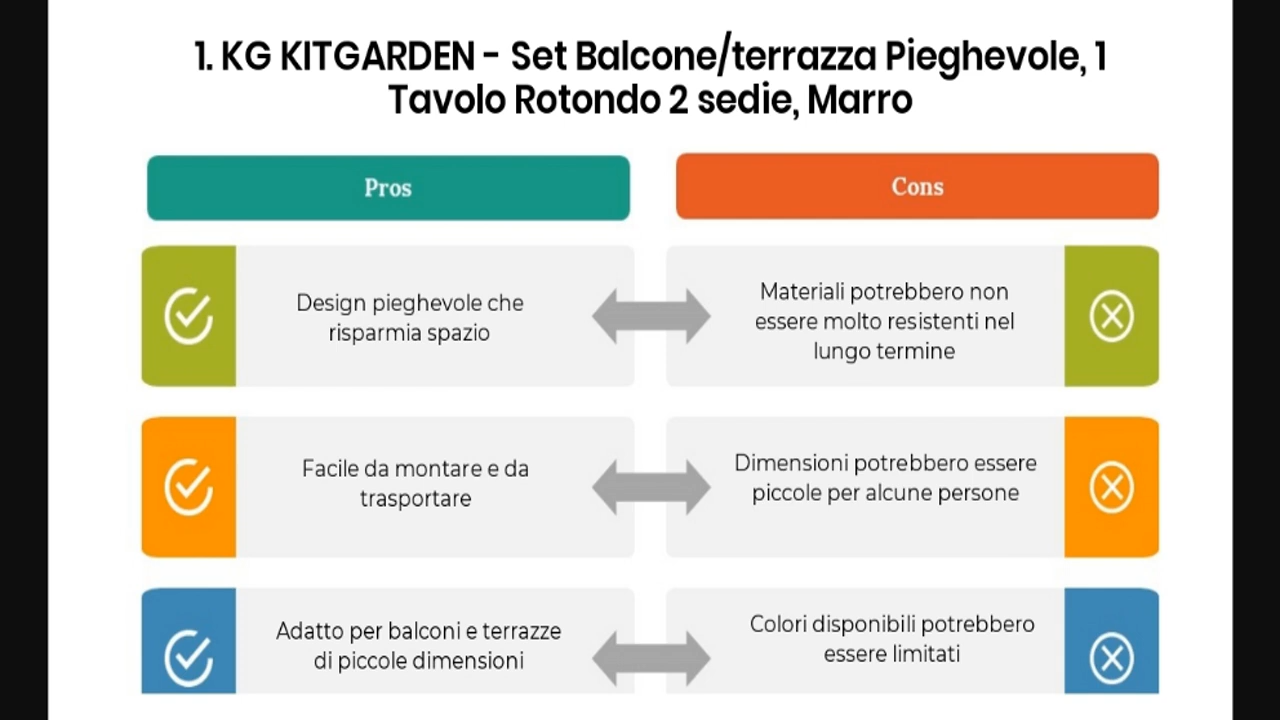 1. KG KITGARDEN - Set Balcone/terrazza Pieghevole, 1
Tavolo Rotondo 2 sedie, Marro
Pros
Cons
Design pieghevole che
risparmia spazio
Materiali potrebbero non
essere molto resistenti nel
lungo termine
Facile da montare e da
trasportare
Dimensioni potrebbero essere
piccole per alcune persone
Adatto per balconi e terrazze
di piccole dimensioni
Colori disponibili potrebbero
essere limitati